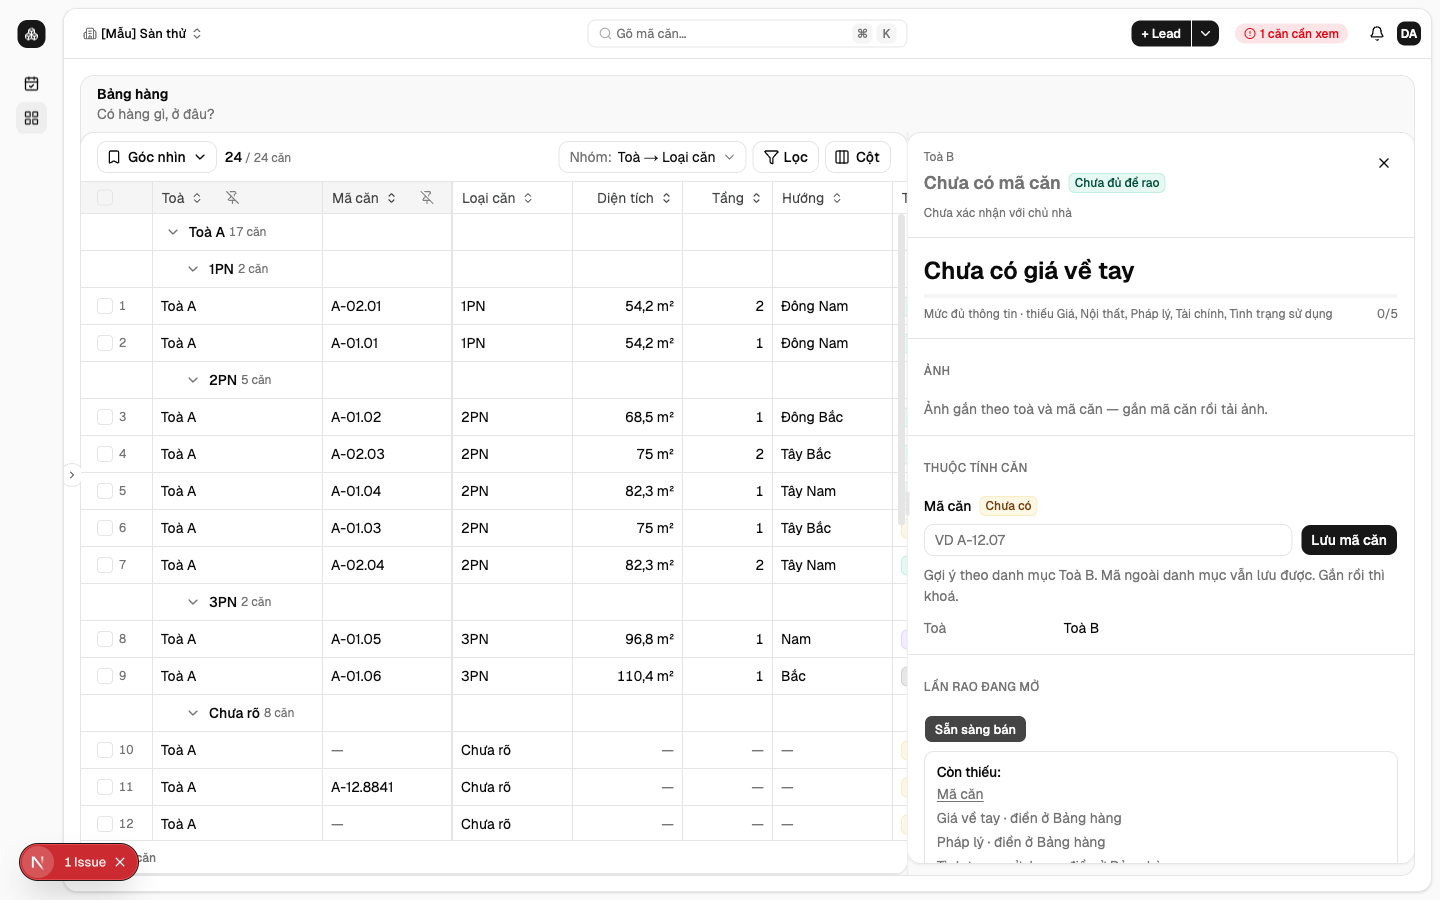 [Mẫu] Sàn thử
Gõ mã căn...
⌘ K
+ Lead
1 căn cần xem
DA
Bảng hàng
Có hàng gì, ở đâu?
Góc nhìn
24 / 24 căn
Nhóm: Toà → Loại căn
Lọc
Cột
Toà
Mã căn
Loại căn
Diện tích
Tầng
Hướng
Toà A 17 căn
1PN 2 căn
1 Toà A A-02.01 1PN 54,2 m² 2 Đông Nam
2 Toà A A-01.01 1PN 54,2 m² 1 Đông Nam
2PN 5 căn
3 Toà A A-01.02 2PN 68,5 m² 1 Đông Bắc
4 Toà A A-02.03 2PN 75 m² 2 Tây Bắc
5 Toà A A-01.04 2PN 82,3 m² 1 Tây Nam
6 Toà A A-01.03 2PN 75 m² 1 Tây Bắc
7 Toà A A-02.04 2PN 82,3 m² 2 Tây Nam
3PN 2 căn
8 Toà A A-01.05 3PN 96,8 m² 1 Nam
9 Toà A A-01.06 3PN 110,4 m² 1 Bắc
Chưa rõ 8 căn
10 Toà A — Chưa rõ — — —
11 Toà A A-12.8841 Chưa rõ — — —
12 Toà A — Chưa rõ — — —
căn
N 1 Issue
Toà B
Chưa có mã căn Chưa đủ để rao
Chưa xác nhận với chủ nhà
Chưa có giá về tay
Mức đủ thông tin · thiếu Giá, Nội thất, Pháp lý, Tài chính, Tình trạng sử dụng 0/5
ẢNH
Ảnh gắn theo toà và mã căn — gắn mã căn rồi tải ảnh.
THUỘC TÍNH CĂN
Mã căn Chưa có
VD A-12.07
Lưu mã căn
Gợi ý theo danh mục Toà B. Mã ngoài danh mục vẫn lưu được. Gắn rồi thì
khoá.
Toà Toà B
LẦN RAO ĐANG MỞ
Sẵn sàng bán
Còn thiếu:
Mã căn
Giá về tay · điền ở Bảng hàng
Pháp lý · điền ở Bảng hàng